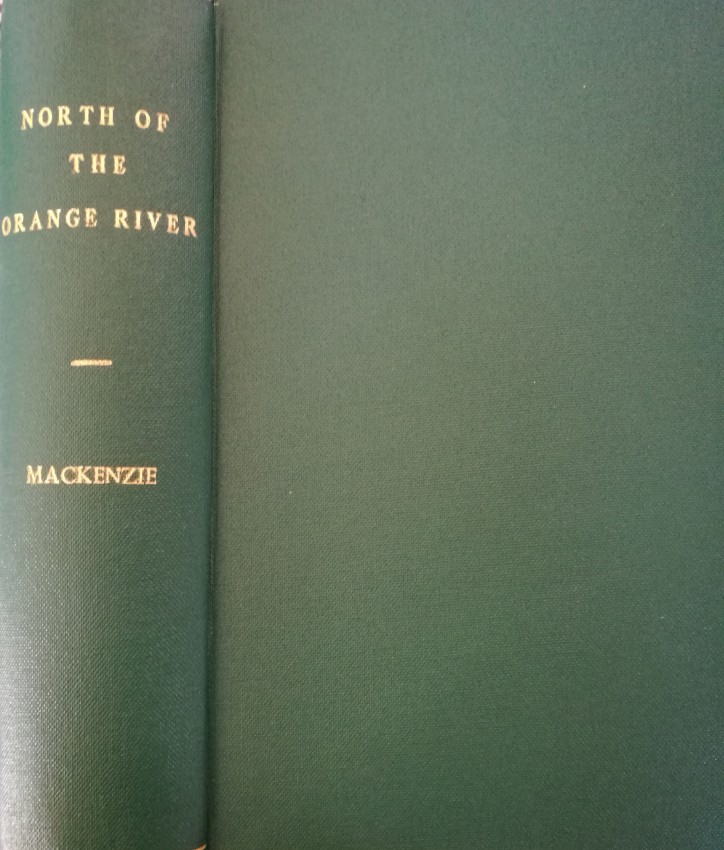 NORTH OF
THE
ORANGE RIVER
MACKENZIE